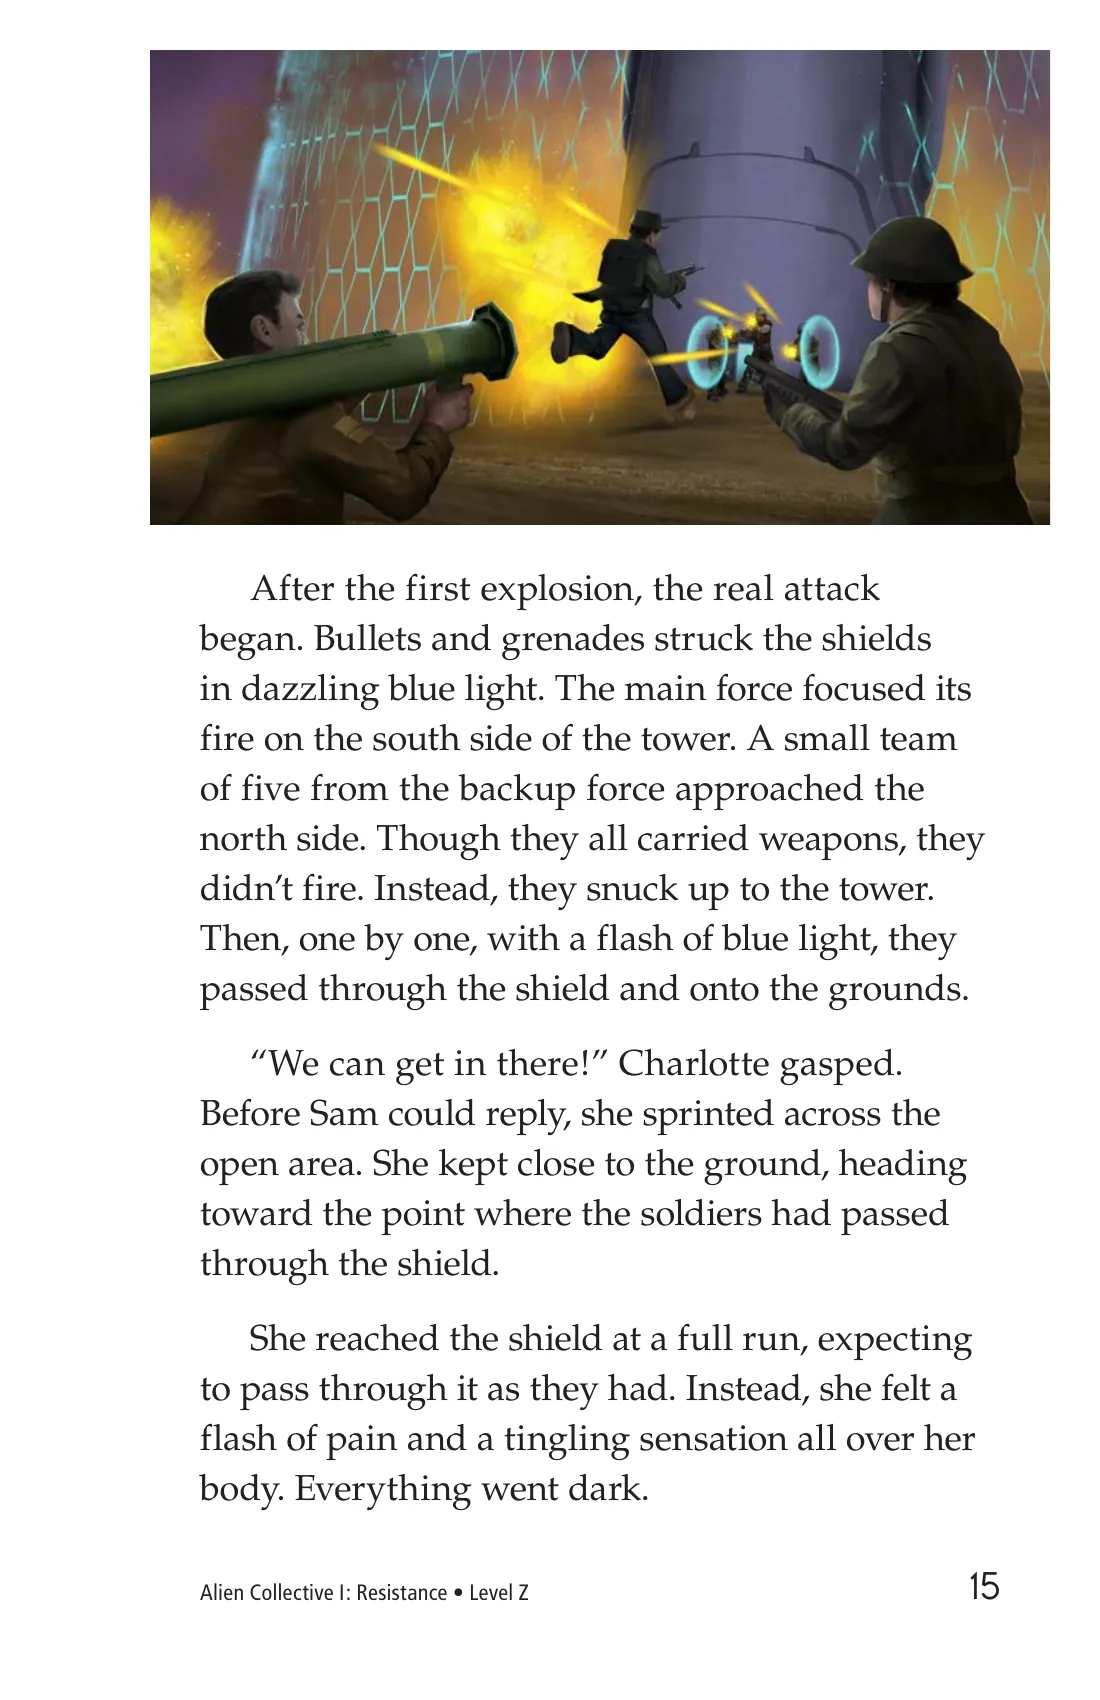 After the first explosion, the real attack
began. Bullets and grenades struck the shields
in dazzling blue light. The main force focused its
fire on the south side of the tower. A small team
of five from the backup force approached the
north side. Though they all carried weapons, they
didn’t fire. Instead, they snuck up to the tower.
Then, one by one, with a flash of blue light, they
passed through the shield and onto the grounds.
“We can get in there!” Charlotte gasped.
Before Sam could reply, she sprinted across the
open area. She kept close to the ground, heading
toward the point where the soldiers had passed
through the shield.
She reached the shield at a full run, expecting
to pass through it as they had. Instead, she felt a
flash of pain and a tingling sensation all over her
body. Everything went dark.
Alien Collective I: Resistance • Level Z
15